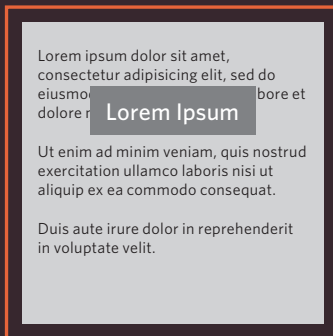 Lorem ipsum dolor sit amet,
consectetur adipisicing elit, sed do
bore et
dolore
Lorem Ipsum
Ut enim ad minim veniam, quis nostrud
exercitation ullamco laboris nisi ut
aliquip ex ea commodo consequat.
Duis aute irure dolor in reprehenderit
in voluptate velit.